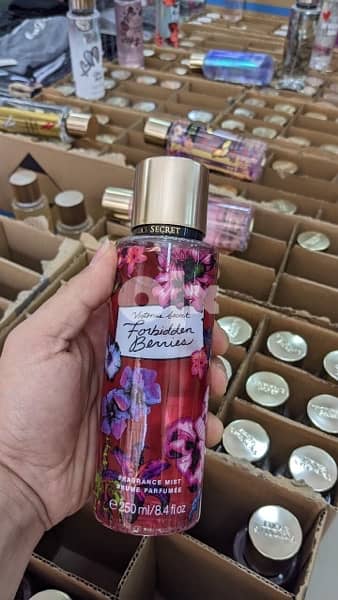 SECRET
Victoria's Secret
Forbidden
Berries
FRAGRANCE MIST
BRUME PARFUMÉE
e 250 ml/8.4 fl oz